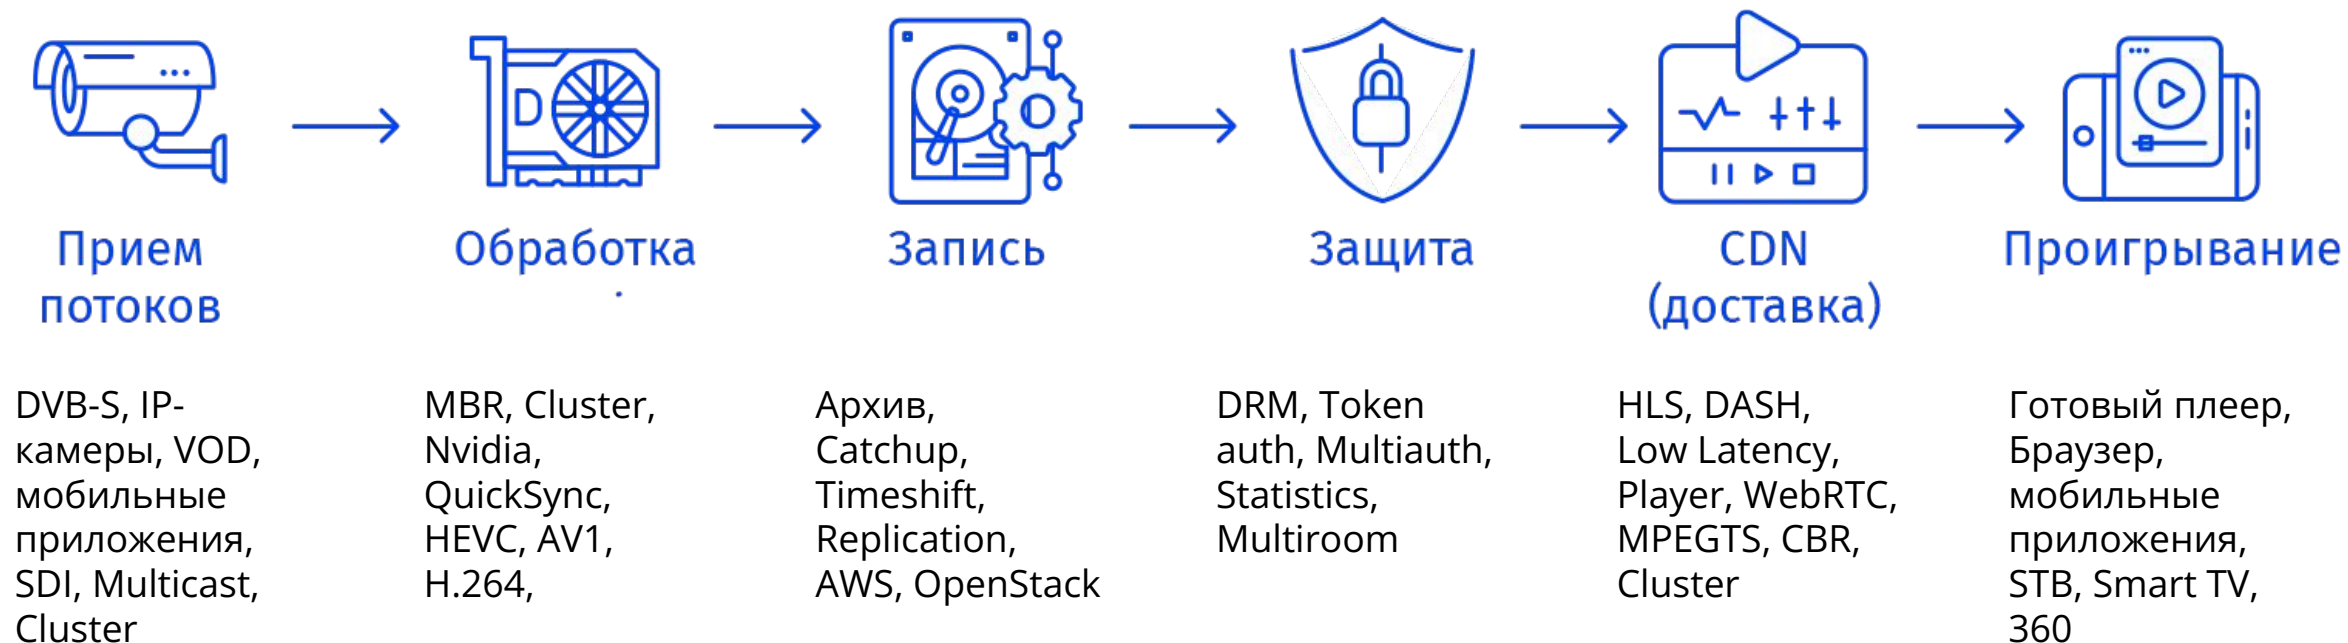 Прием
потоков
Обработка
Запись
Защита
CDN
(доставка)
Проигрывание
DVB-S, IP-
камеры, VOD,
мобильные
приложения,
SDI, Multicast,
Cluster
MBR, Cluster,
Nvidia,
QuickSync,
HEVC, AV1,
H.264,
Архив,
Catchup,
Timeshift,
Replication,
AWS, OpenStack
DRM, Token
auth, Multiauth,
Statistics,
Multiroom
HLS, DASH,
Low Latency,
Player, WebRTC,
MPEGTS, CBR,
Cluster
Готовый плеер,
Браузер,
мобильные
приложения,
STB, Smart TV,
360